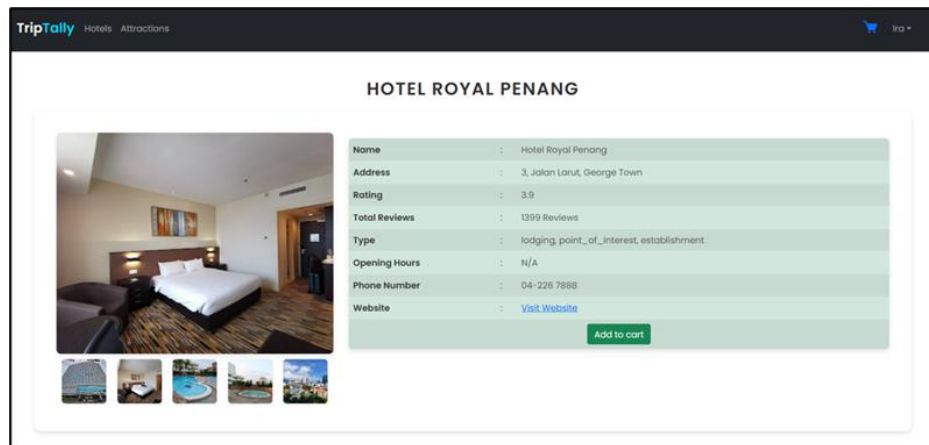 TripTally Hotels Attractions Ira
HOTEL ROYAL PENANG
Name : Hotel Royal Penang
Address : 3, Jalan Larut, George Town
Rating : 3.9
Total Reviews : 1399 Reviews
Type : lodging, point_of_interest, establishment
Opening Hours : N/A
Phone Number : 04-226 7888
Website : Visit Website
Add to cart